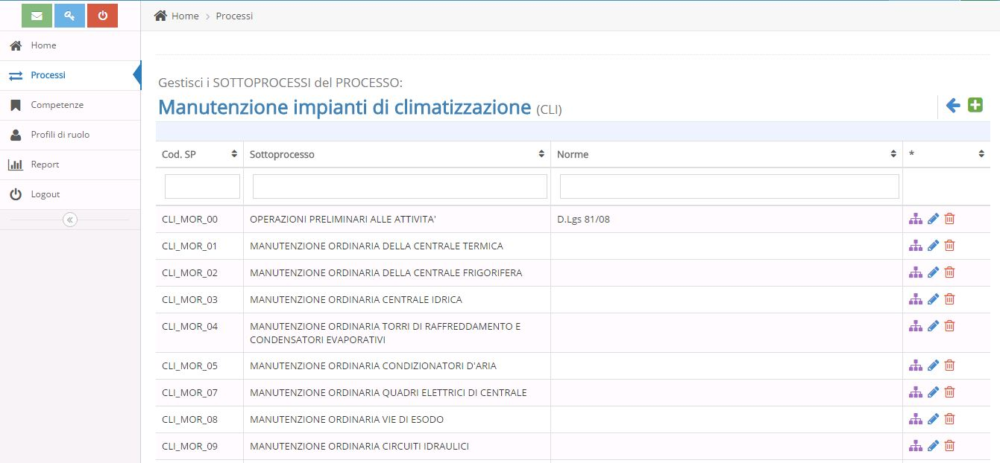 Home > Processi
Home
Processi
Competenze
Profili di ruolo
Report
Logout
Gestisci i SOTTOPROCESSI del PROCESSO:
Manutenzione impianti di climatizzazione (CLI)
Cod. SP Sottoprocesso Norme *
CLI_MOR_00 OPERAZIONI PRELIMINARI ALLE ATTIVITA' D.Lgs 81/08
CLI_MOR_01 MANUTENZIONE ORDINARIA DELLA CENTRALE TERMICA
CLI_MOR_02 MANUTENZIONE ORDINARIA DELLA CENTRALE FRIGORIFERA
CLI_MOR_03 MANUTENZIONE ORDINARIA CENTRALE IDRICA
CLI_MOR_04 MANUTENZIONE ORDINARIA TORRI DI RAFFREDDAMENTO E
CONDENSATORI EVAPORATIVI
CLI_MOR_05 MANUTENZIONE ORDINARIA CONDIZIONATORI D'ARIA
CLI_MOR_07 MANUTENZIONE ORDINARIA QUADRI ELETTRICI DI CENTRALE
CLI_MOR_08 MANUTENZIONE ORDINARIA VIE DI ESODO
CLI_MOR_09 MANUTENZIONE ORDINARIA CIRCUITI IDRAULICI